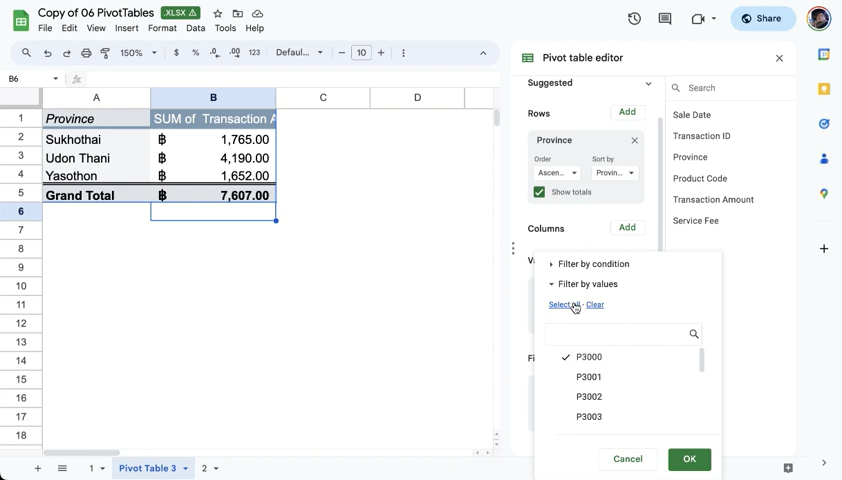 Copy of 06 PivotTables
.XLSX
File Edit View Insert Format Data Tools Help
Share
150%
$ % .0 .00 123
Defaul...
10
B6
fx
A B C D
1 Province SUM of Transaction A
2 Sukhothai ฿ 1,765.00
3 Udon Thani ฿ 4,190.00
4 Yasothon ฿ 1,652.00
5 Grand Total ฿ 7,607.00
6
7
8
9
10
11
12
13
14
15
16
17
18
Pivot table editor
Suggested
Rows
Add
Province
Order
Sort by
Ascen...
Provin...
Show totals
Columns
Add
Search
Sale Date
Transaction ID
Province
Product Code
Transaction Amount
Service Fee
Filter by condition
Filter by values
Select all - Clear
P3000
P3001
P3002
P3003
Cancel
OK
1
Pivot Table 3
2